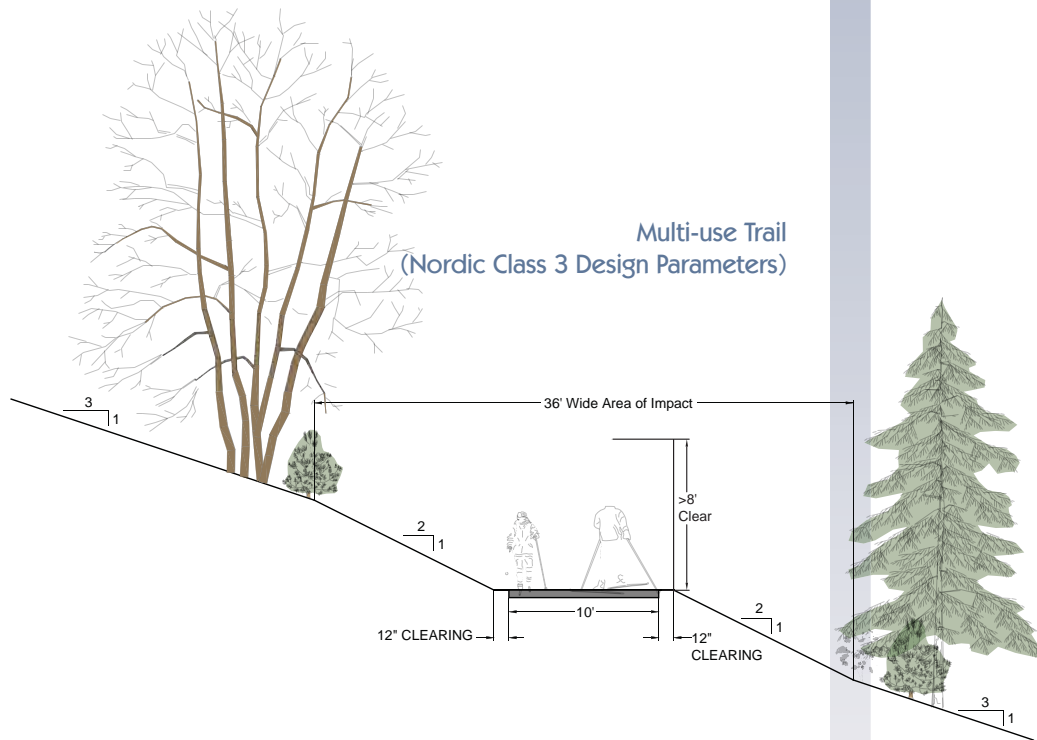 Multi-use Trail
(Nordic Class 3 Design Parameters)
3
1
36' Wide Area of Impact
>8'
Clear
2
1
10'
12" CLEARING
12"
CLEARING
2
1
3
1